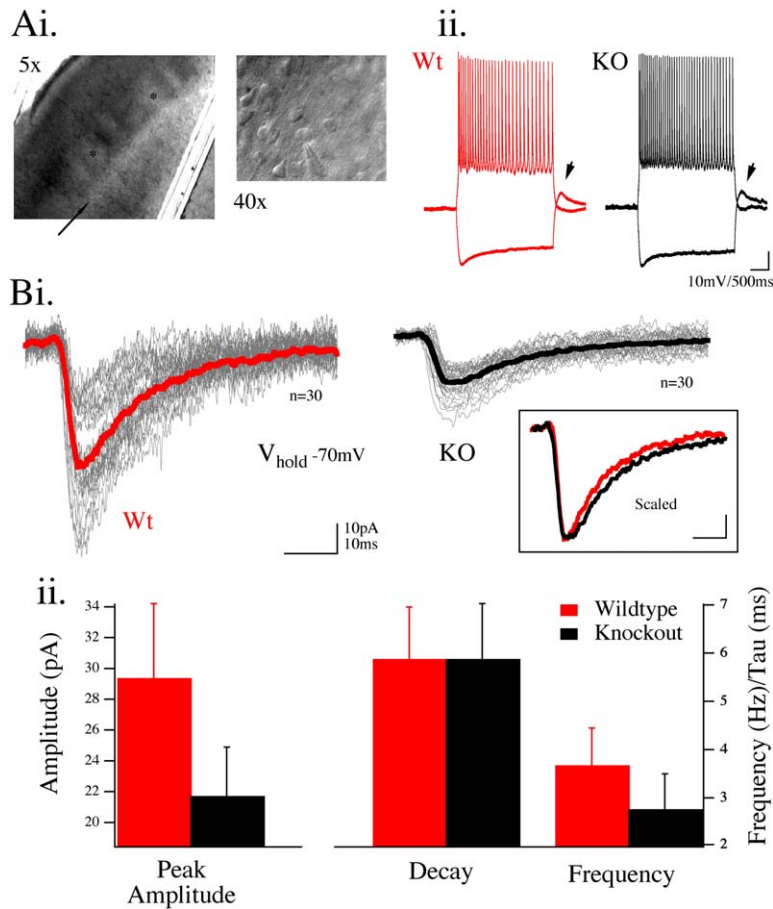 Ai.
5x
40x
ii.
Wt
KO
10mV/500ms
Bi.
n=30
Vhold -70mV
Wt
10pA
10ms
n=30
KO
Scaled
ii.
Amplitude (pA)
34
32
30
28
26
24
22
20
Wildtype
Knockout
7
6
5
4
3
2
Frequency (Hz)/Tau (ms)
Peak
Amplitude
Decay
Frequency